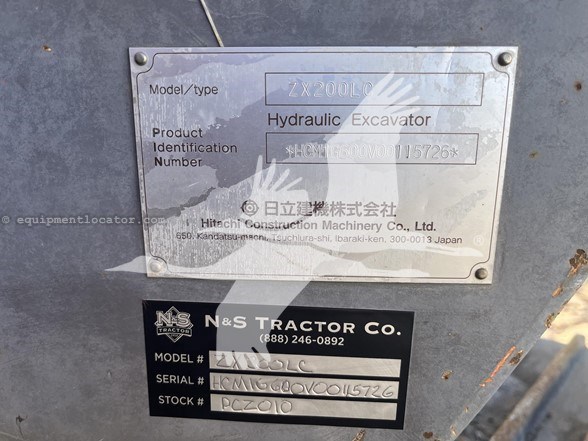 Model/type ZX200LC
Hydraulic Excavator
Product
Identification
Number
日立建機株式会社
Hitachi Construction Machinery Co., Ltd.
650, Kandatsu-machi, Tsuchiura-shi, Ibaraki-ken, 300-0013 Japan
© equipmentlocator.com
N&S
TRACTOR
N&S TRACTOR CO.
(888) 246-0892
MODEL # ZX200LC
SERIAL # HCM1GG00V00115726
STOCK # PCZ010